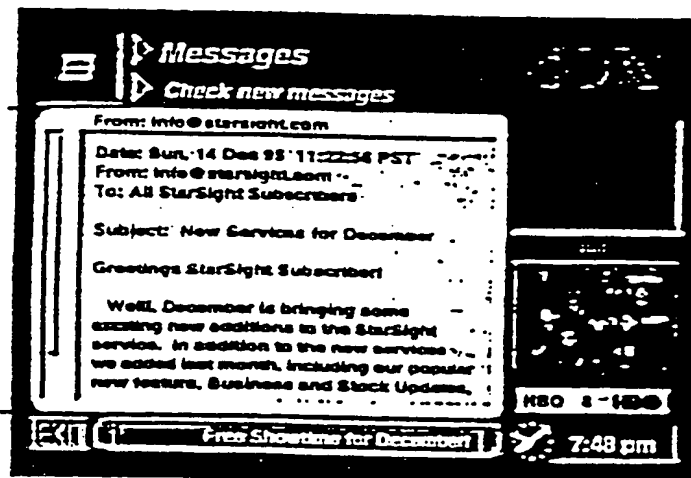 Messages
Check new messages
From: info@starsight.com
Date: Sun, 14 Dec 95 11:22:58 PST
From: info@starsight.com
To: All StarSight Subscribers
Subject: New Services for December
Greetings StarSight Subscriber!
Well, December is bringing some
exciting new additions to the StarSight
service. In addition to the new services
we added last month, including our popular
new feature, Business and Stock Updates,
HBO 8
EXIT Free Showtime for December! 7:48 pm